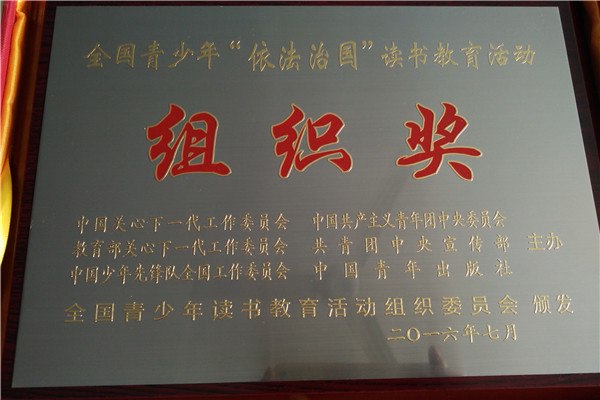 全国青少年“依法治国”读书教育活动
组织奖
中国关心下一代工作委员会 中国共产主义青年团中央委员会
教育部关心下一代工作委员会 共青团中央宣传部 主办
中国少年先锋队全国工作委员会 中国青年出版社
全国青少年读书教育活动组织委员会 颁发
二〇一六年七月